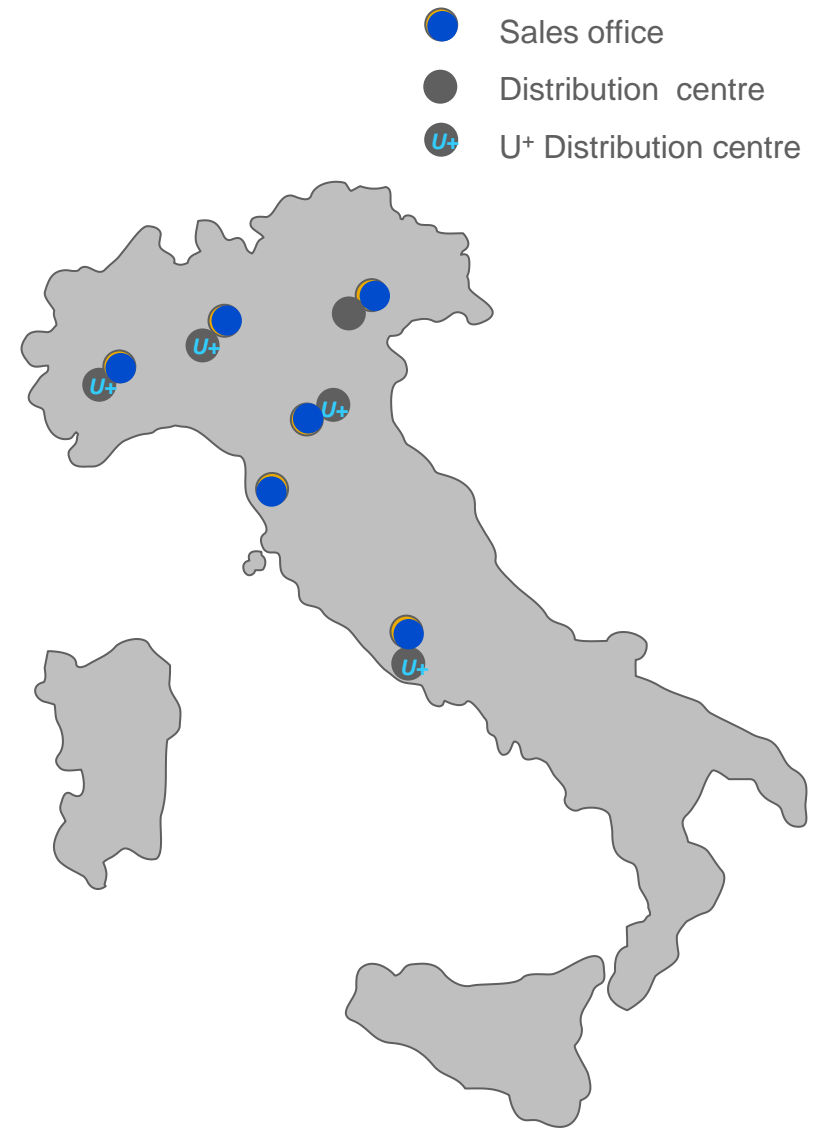 Sales office
Distribution centre
U+
U⁺ Distribution centre
U+
U+
U+
U+